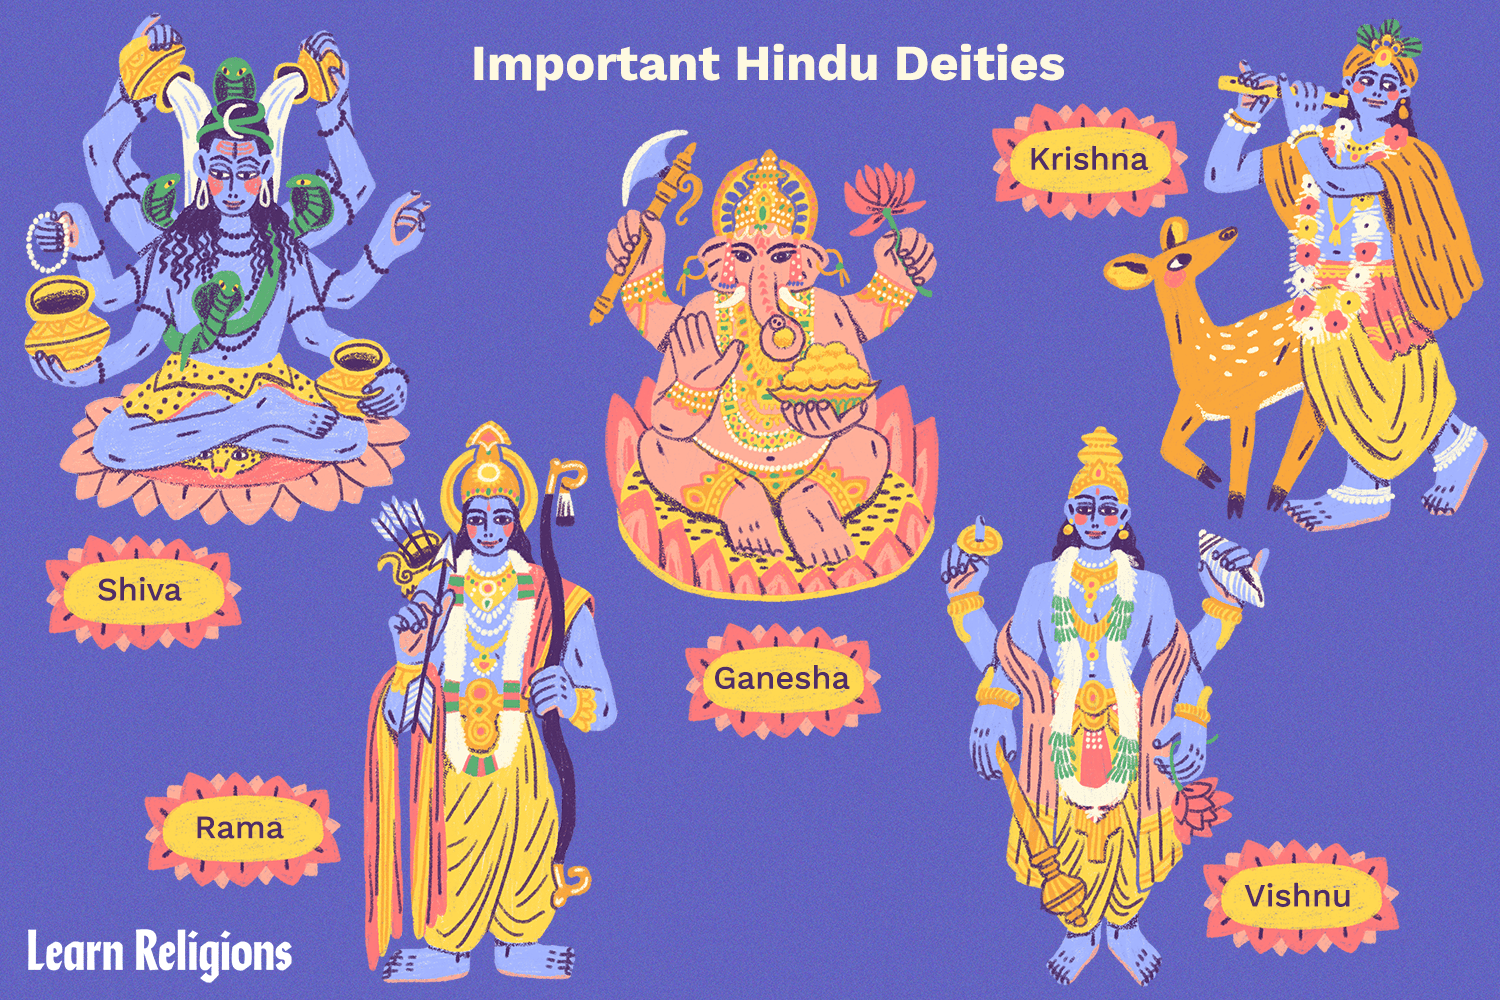 Important Hindu Deities
Krishna
Shiva
Ganesha
Rama
Vishnu
Learn Religions